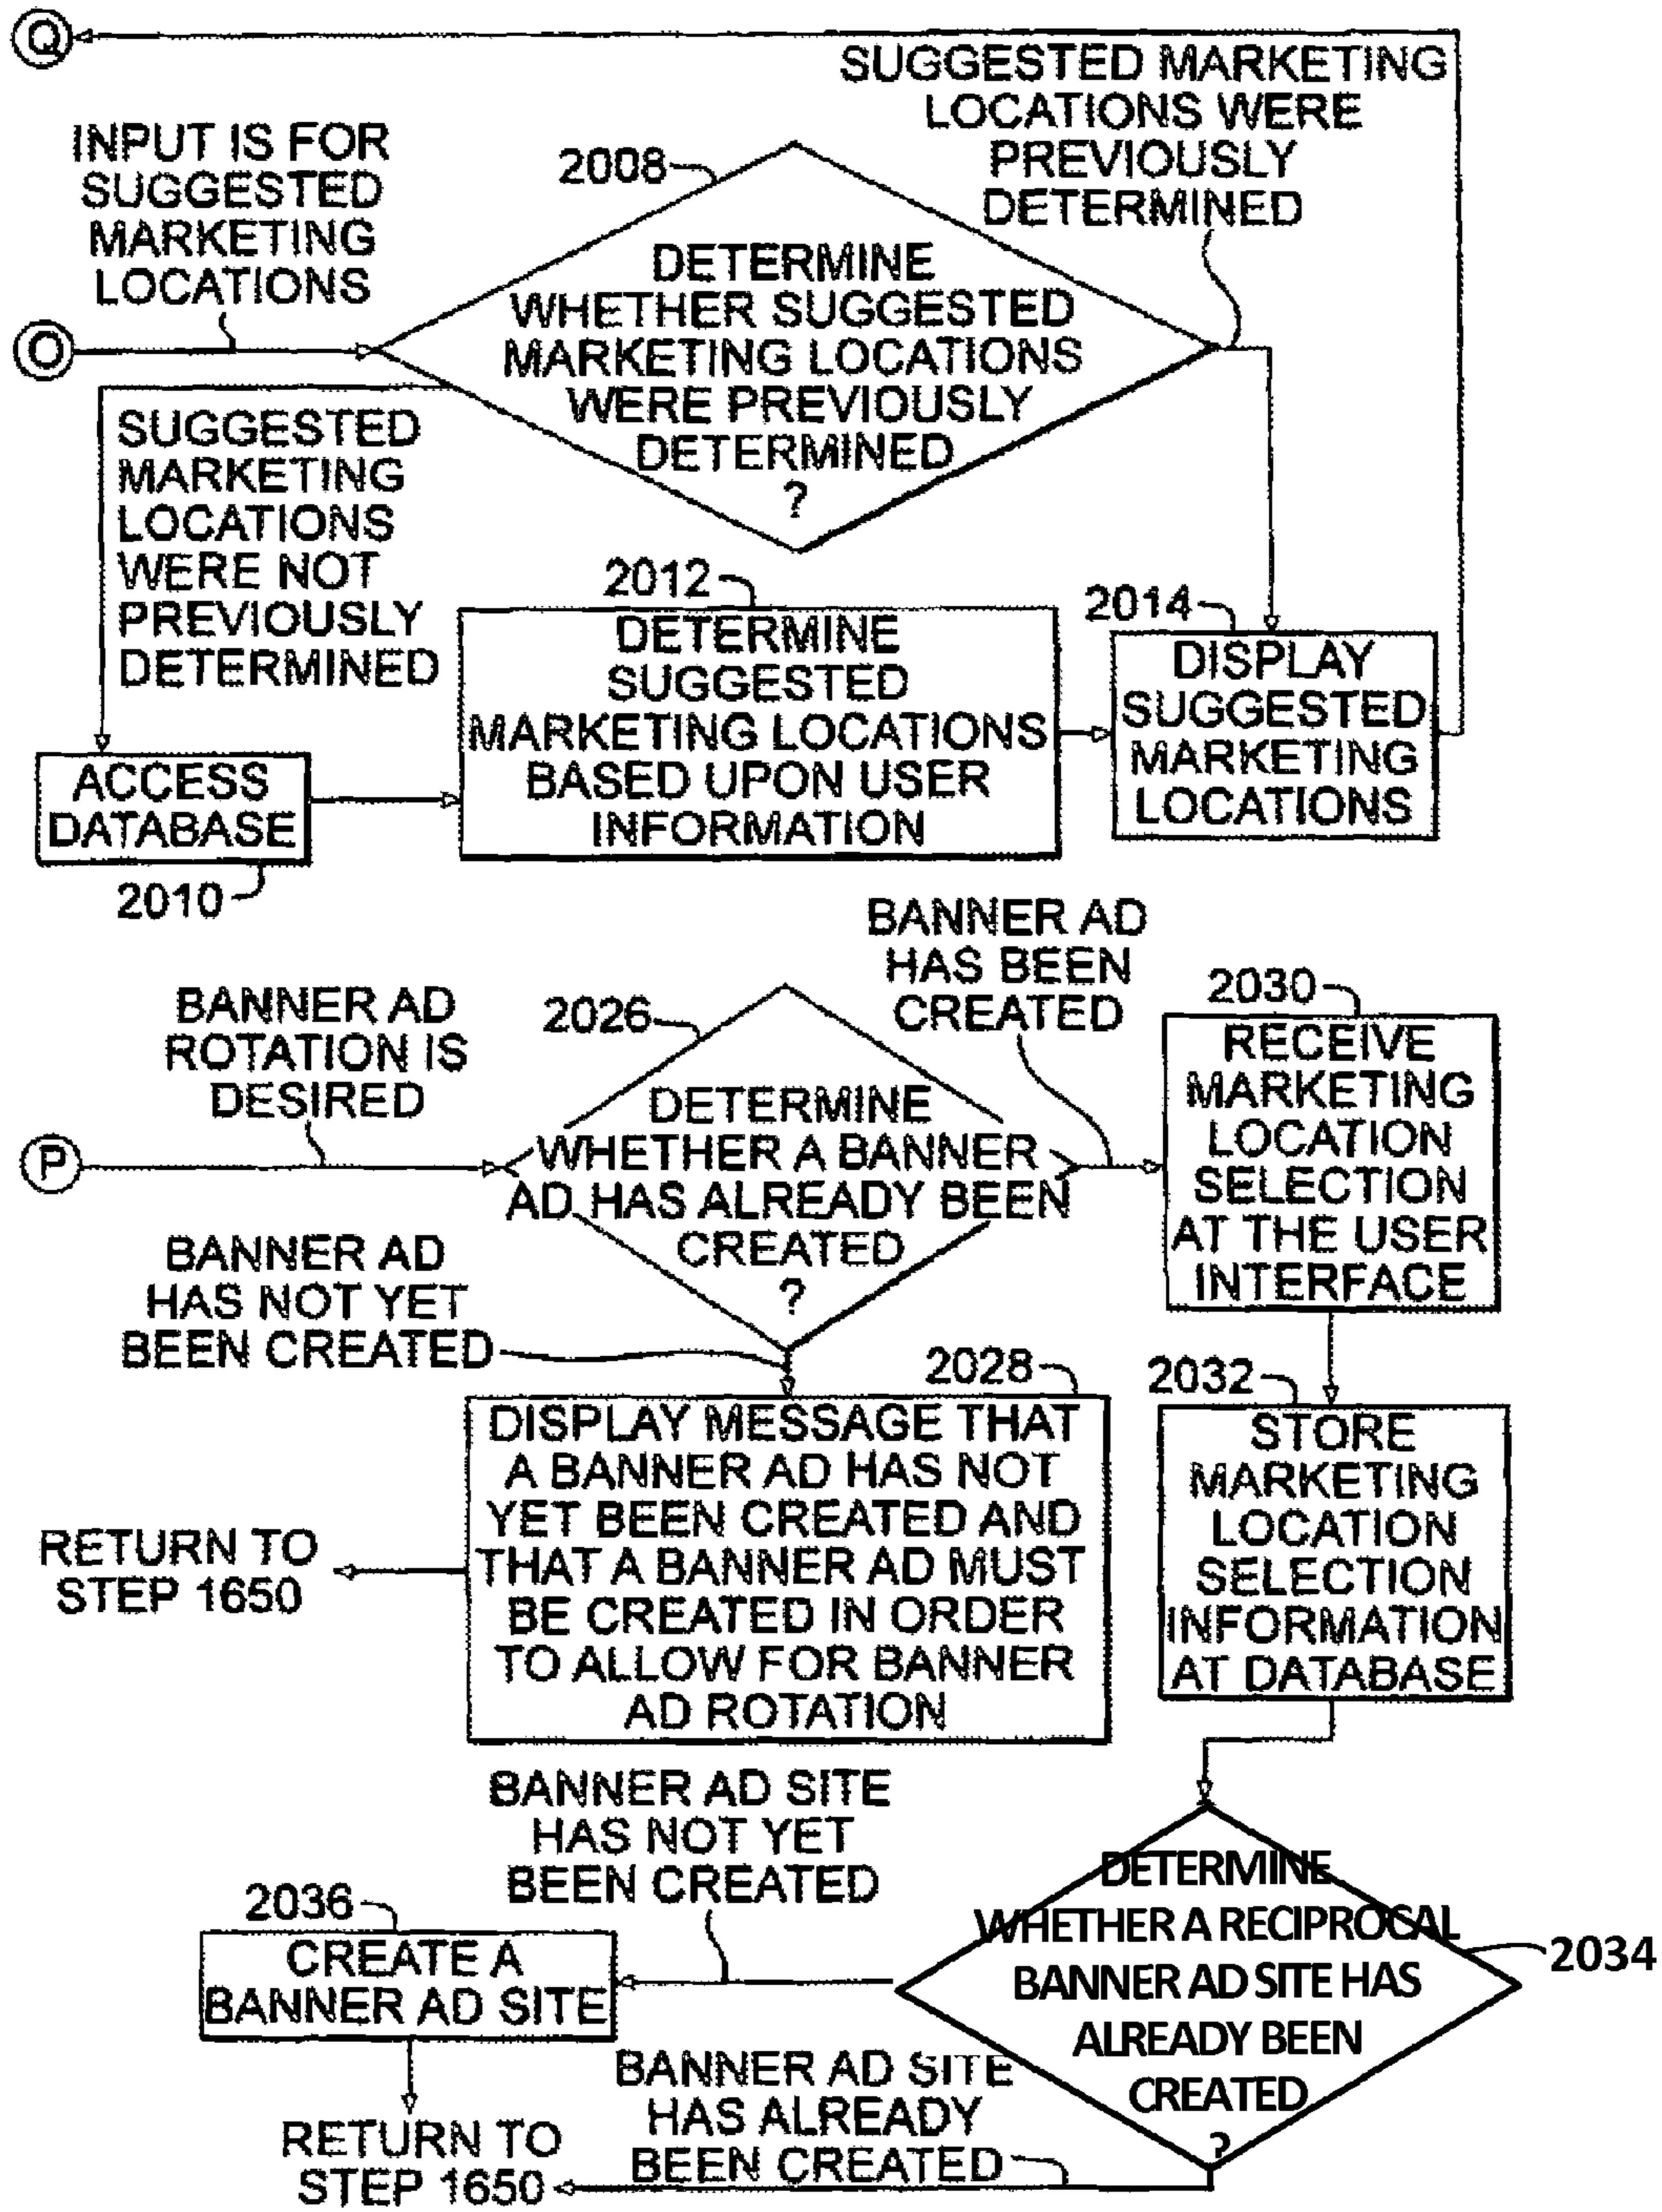 Q
SUGGESTED MARKETING
LOCATIONS WERE
PREVIOUSLY
DETERMINED
INPUT IS FOR
SUGGESTED
MARKETING
LOCATIONS
2008
O
DETERMINE
WHETHER SUGGESTED
MARKETING LOCATIONS
WERE PREVIOUSLY
DETERMINED
?
SUGGESTED
MARKETING
LOCATIONS
WERE NOT
PREVIOUSLY
DETERMINED
2012
DETERMINE
SUGGESTED
MARKETING LOCATIONS
BASED UPON USER
INFORMATION
2014
DISPLAY
SUGGESTED
MARKETING
LOCATIONS
ACCESS
DATABASE
2010
BANNER AD
HAS BEEN
CREATED
BANNER AD
ROTATION IS
DESIRED
2026
P
DETERMINE
WHETHER A BANNER
AD HAS ALREADY BEEN
CREATED
?
2030
RECEIVE
MARKETING
LOCATION
SELECTION
AT THE USER
INTERFACE
BANNER AD
HAS NOT YET
BEEN CREATED
2028
DISPLAY MESSAGE THAT
A BANNER AD HAS NOT
YET BEEN CREATED AND
THAT A BANNER AD MUST
BE CREATED IN ORDER
TO ALLOW FOR BANNER
AD ROTATION
RETURN TO
STEP 1650
2032
STORE
MARKETING
LOCATION
SELECTION
INFORMATION
AT DATABASE
BANNER AD SITE
HAS NOT YET
BEEN CREATED
DETERMINE
WHETHER A RECIPROCAL
BANNER AD SITE HAS
ALREADY BEEN
CREATED
?
2034
2036
CREATE A
BANNER AD SITE
BANNER AD SITE
HAS ALREADY
BEEN CREATED
RETURN TO
STEP 1650